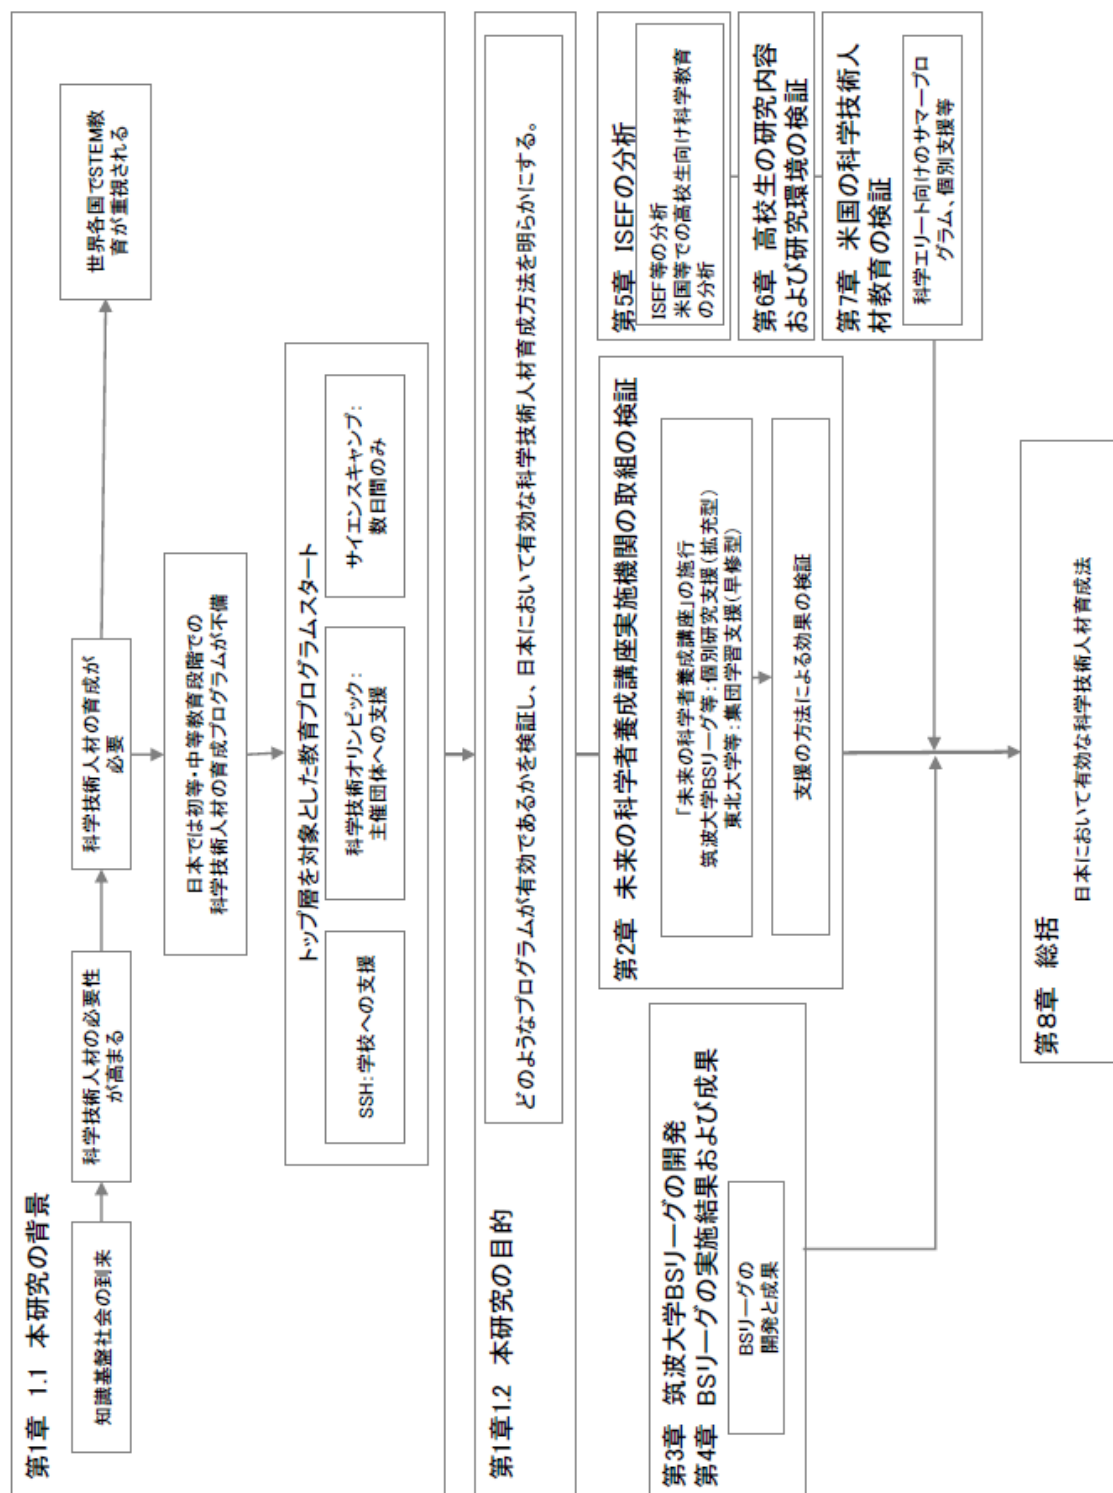 第1章　1.1　本研究の背景
知識基盤社会の到来
科学技術人材の必要性
が高まる
科学技術人材の育成が
必要
世界各国でSTEM教
育が重視される
日本では初等・中等教育段階での
科学技術人材の育成プログラムが不備
トップ層を対象とした教育プログラムスタート
SSH：学校への支援
科学技術オリンピック：
主催団体への支援
サイエンスキャンプ：
数日間のみ
第1章1.2　本研究の目的
どのようなプログラムが有効であるかを検証し、日本において有効な科学技術人材育成方法を明らかにする。
第3章　筑波大学BSリーグの開発
第4章　BSリーグの実施結果および成果
BSリーグの
開発と成果
第2章　未来の科学者養成講座実施機関の取組の検証
「未来の科学者養成講座」の施行
筑波大学BSリーグ等：個別研究支援（拡充型）
東北大学等：集団学習支援（早修型）
支援の方法による効果の検証
第5章　ISEFの分析
ISEF等の分析
米国等での高校生向け科学教育
の分析
第6章　高校生の研究内容
および研究環境の検証
第7章　米国の科学技術人
材教育の検証
科学エリート向けのサマープロ
グラム、個別支援等
第8章　総括
日本において有効な科学技術人材育成法